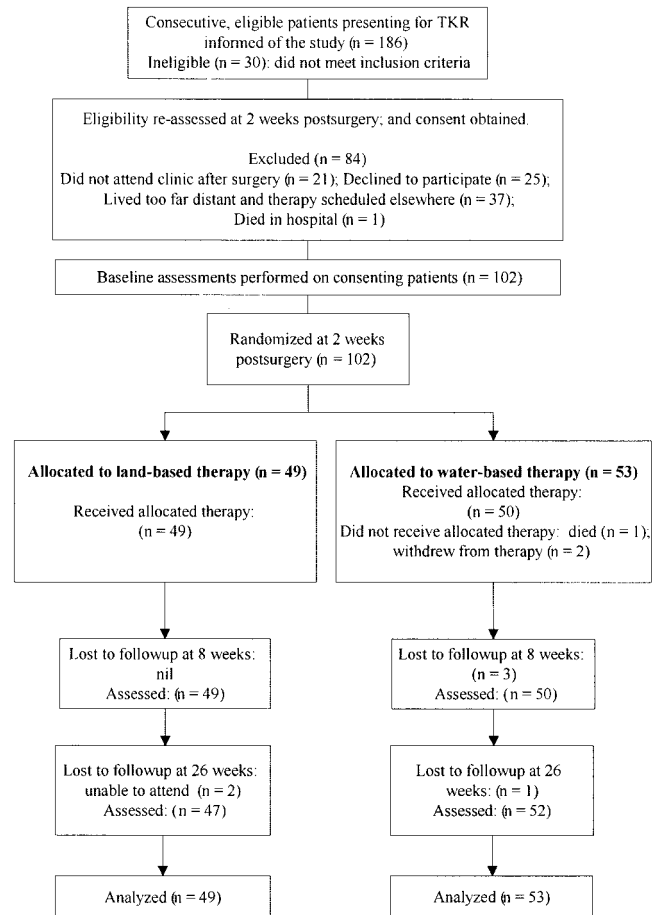 Consecutive, eligible patients presenting for TKR
informed of the study (n = 186)
Ineligible (n = 30): did not meet inclusion criteria
Eligibility re-assessed at 2 weeks postsurgery; and consent obtained.
Excluded (n = 84)
Did not attend clinic after surgery (n = 21); Declined to participate (n = 25);
Lived too far distant and therapy scheduled elsewhere (n = 37);
Died in hospital (n = 1)
Baseline assessments performed on consenting patients (n = 102)
Randomized at 2 weeks
postsurgery (n = 102)
Allocated to land-based therapy (n = 49)
Received allocated therapy:
(n = 49)
Allocated to water-based therapy (n = 53)
Received allocated therapy:
(n = 50)
Did not receive allocated therapy: died (n = 1);
withdrew from therapy (n = 2)
Lost to followup at 8 weeks:
nil
Assessed: (n = 49)
Lost to followup at 8 weeks:
(n = 3)
Assessed: (n = 50)
Lost to followup at 26 weeks:
unable to attend (n = 2)
Assessed: (n = 47)
Lost to followup at 26
weeks: (n = 1)
Assessed: (n = 52)
Analyzed (n = 49)
Analyzed (n = 53)